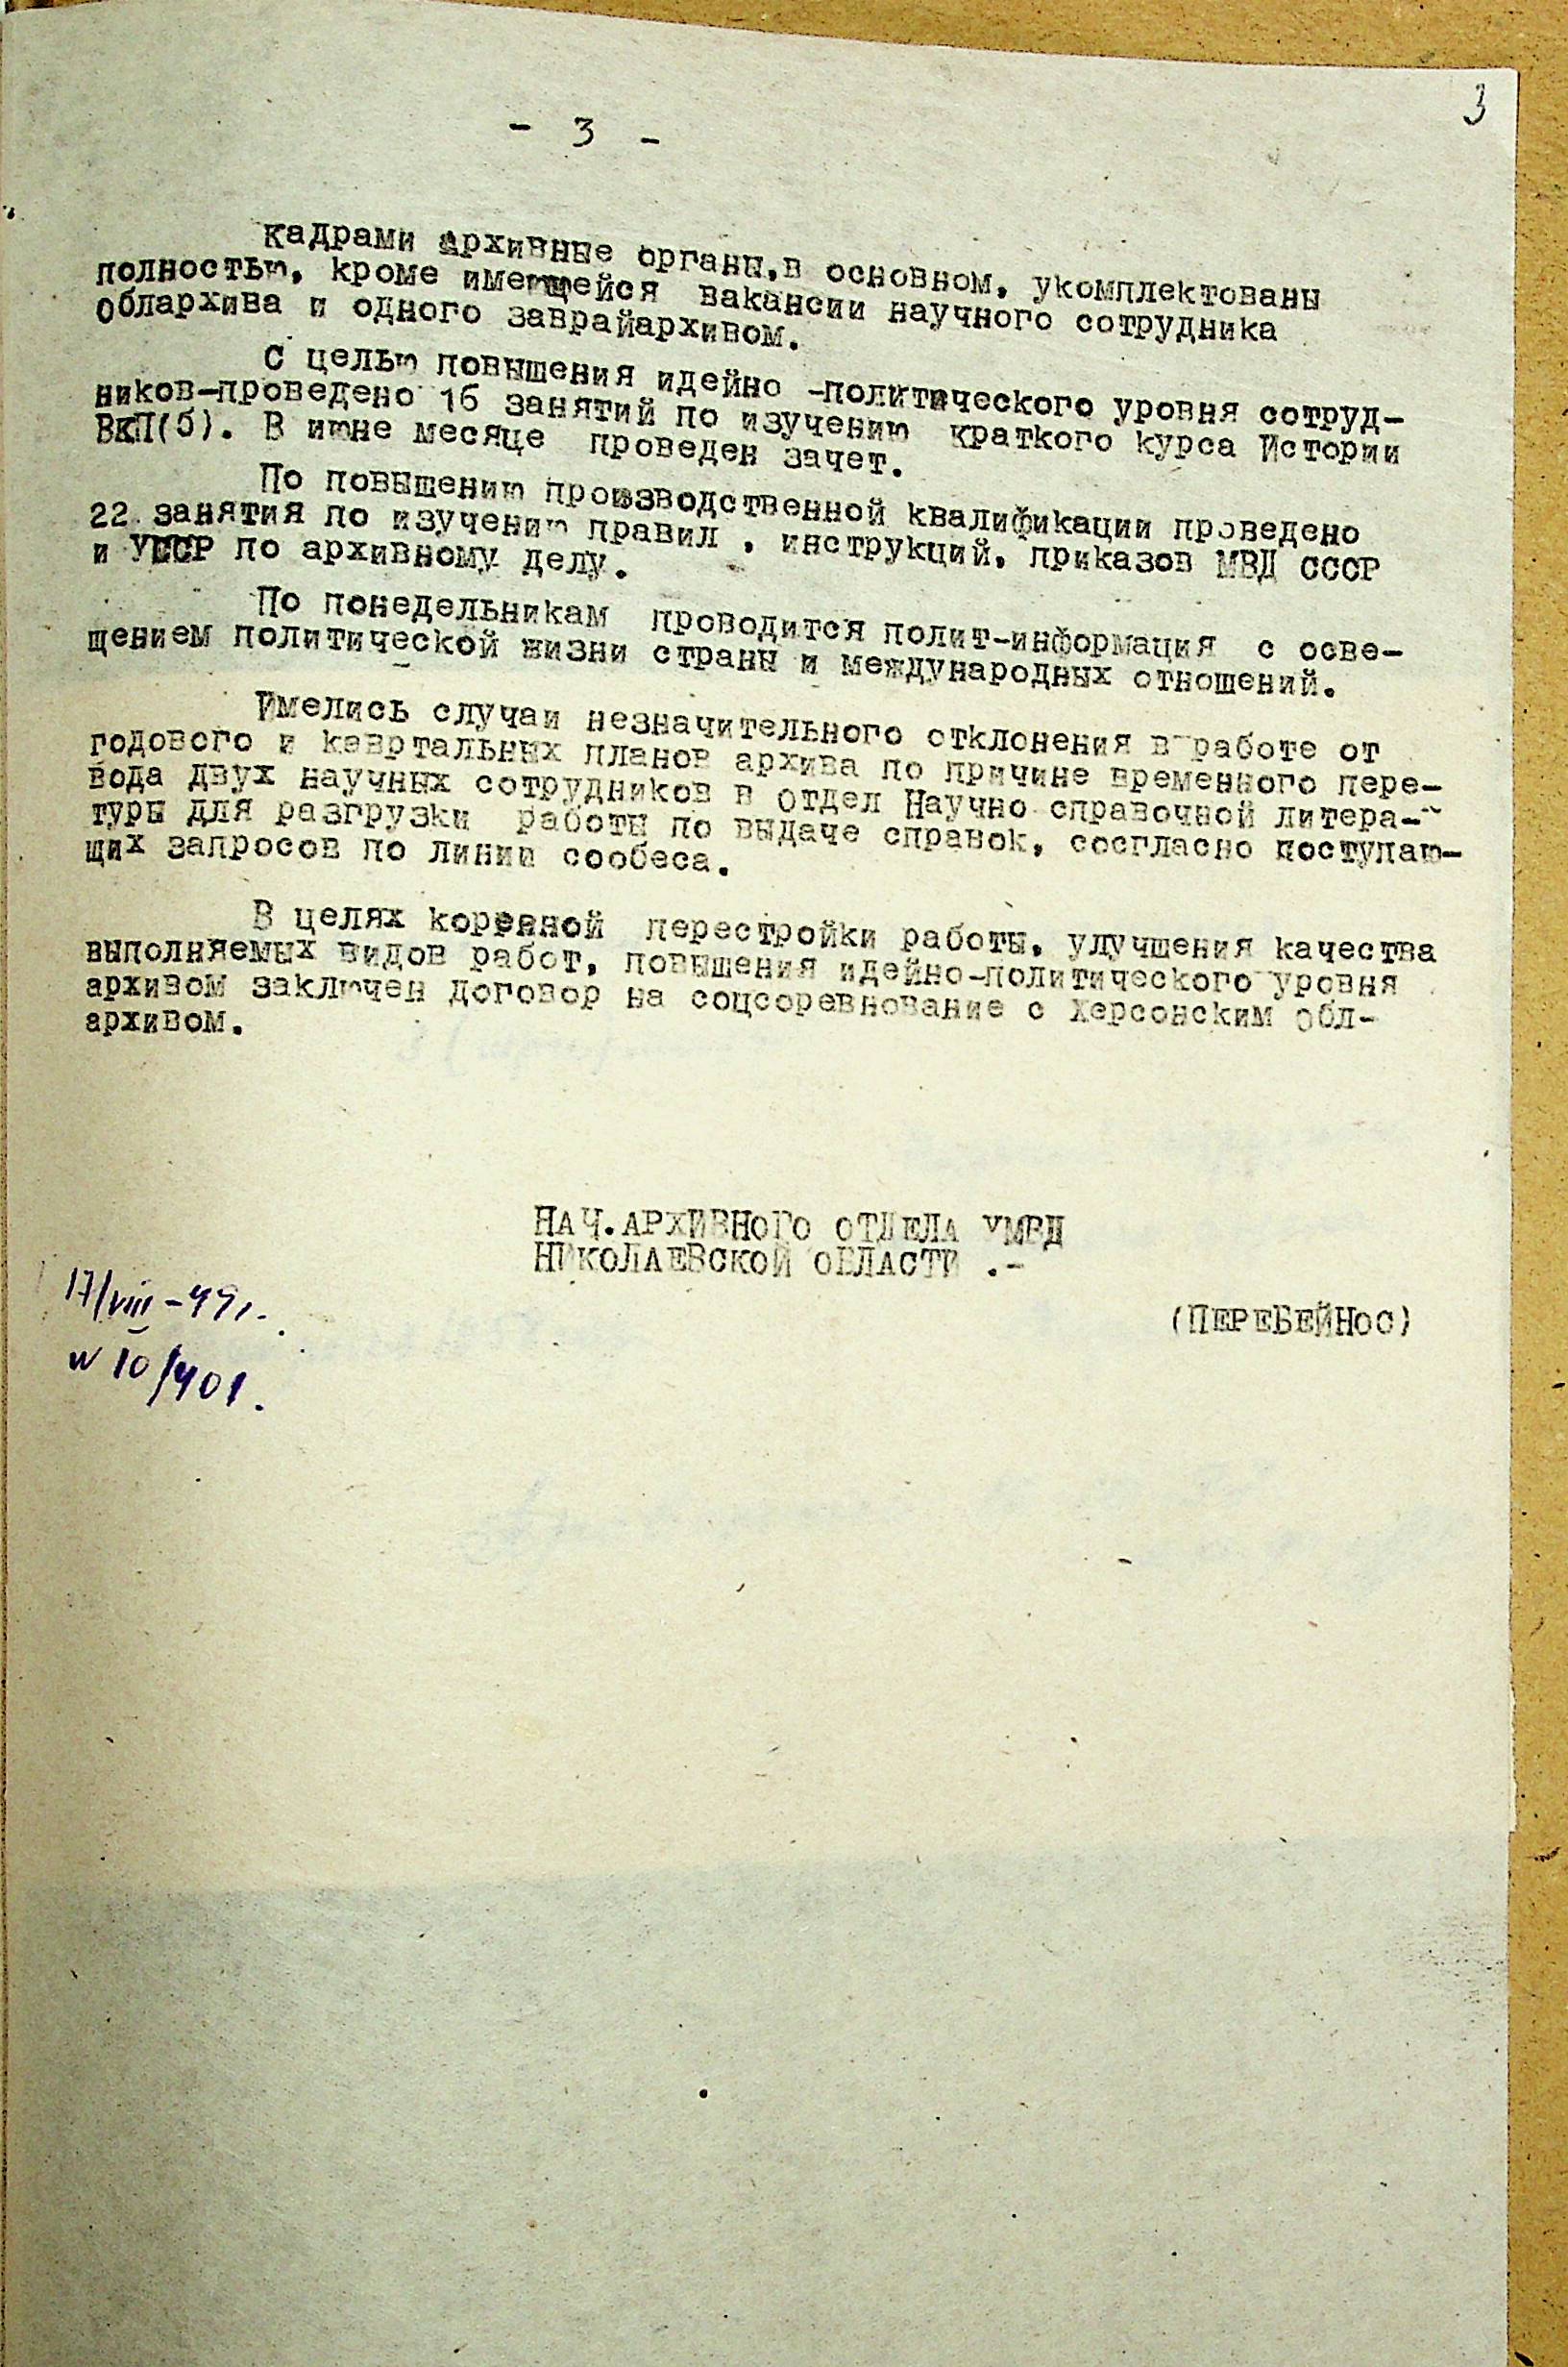 3
- 3 -
Кадрами архивные органы, в основном, укомплектованы
полностью, кроме имеющейся вакансии научного сотрудника
Облархива и одного заврайархивом.
С целью повышения идейно -политического уровня сотруд-
ников-проведено 16 занятий по изучению краткого курса Истории
ВКП(б). В июне месяце проведен зачет.
По повышению производственной квалификации проведено
22 занятия по изучению правил , инструкций, приказов МВД СССР
и УССР по архивному делу.
По понедельникам проводится полит-информация с осве-
щением политической жизни страны и международных отношений.
Имелись случаи незначительного отклонения в работе от
годового и кевртальных планов архива по причине временного пере-
вода двух научных сотрудников в отдел Научно справочной литера-
туры для разгрузки работы по выдаче справок, сосгласно поступаю-
щих запросов по линии сообеса.
В целях коренной перестройки работы, улучшения качества
выполняемых видов работ, повышения идейно-политического уровня
архивом заключен договор на соцсоревнование с Херсонским обл-
архивом.
НАЧ.АРХИВНОГО ОТДЕЛА УМВД
НИКОЛАЕВСКОЙ ОБЛАСТИ .-
(ПЕРЕБЕЙНОС)
17/VIII-49г.
N 10/401.